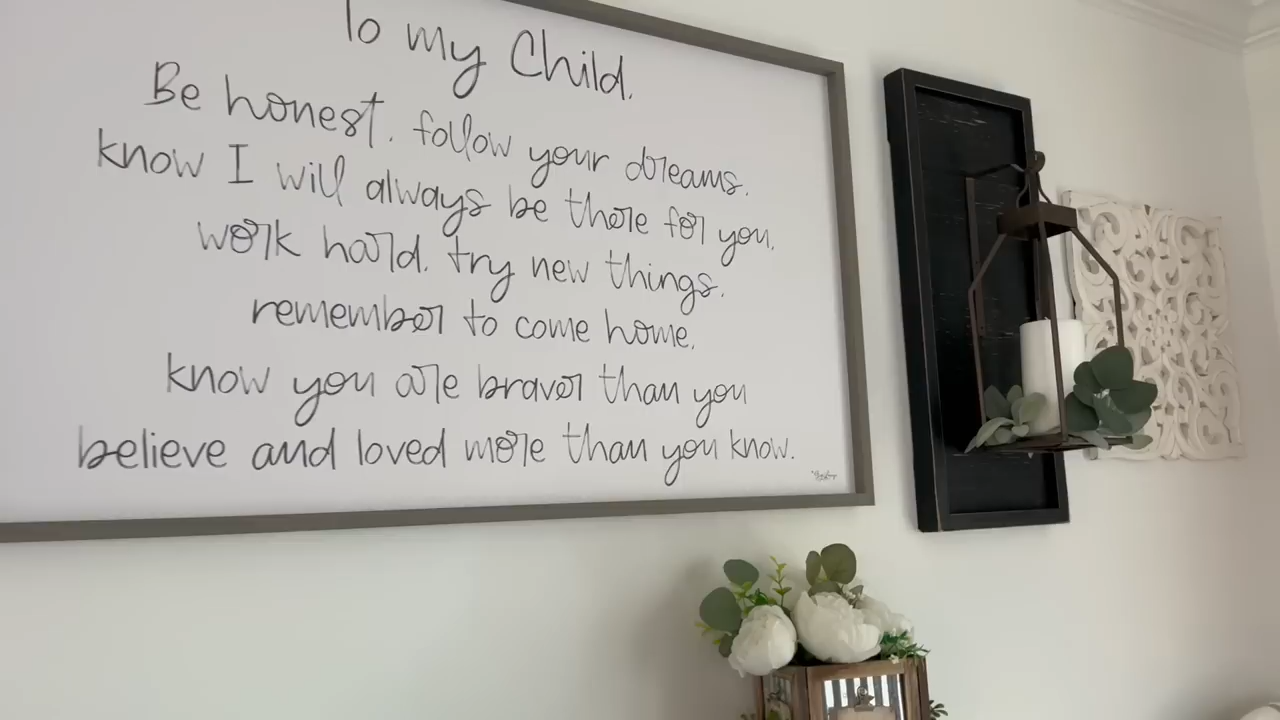 To my Child,
Be honest. follow your dreams.
know I will always be there for you.
work hard. try new things.
remember to come home.
know you are braver than you
believe and loved more than you know.